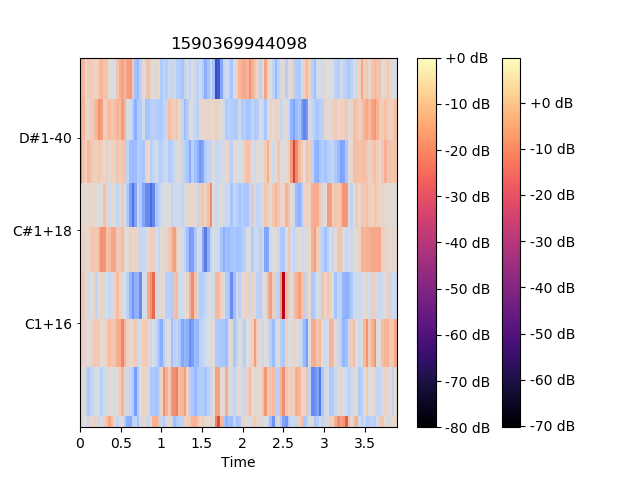 1590369944098
D#1-40
C#1+18
C1+16
0 0.5 1 1.5 2 2.5 3 3.5
Time
+0 dB
-10 dB
-20 dB
-30 dB
-40 dB
-50 dB
-60 dB
-70 dB
-80 dB
+0 dB
-10 dB
-20 dB
-30 dB
-40 dB
-50 dB
-60 dB
-70 dB